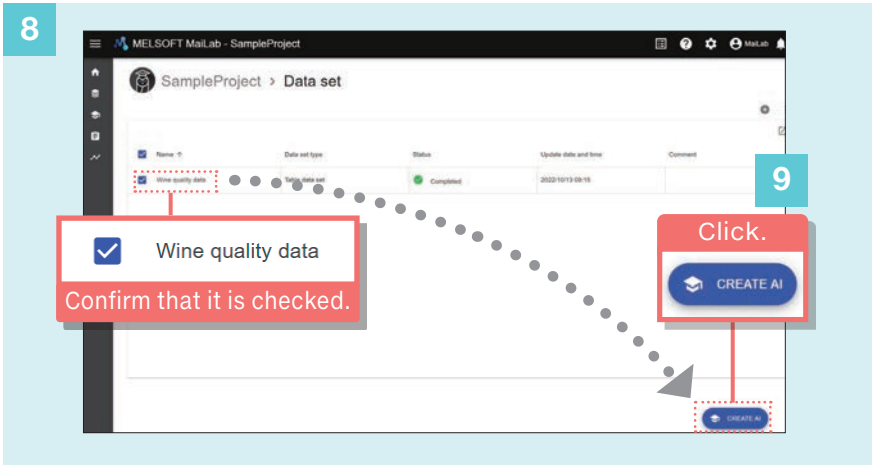 8
MELSOFT MaiLab - SampleProject
MaiLab
SampleProject > Data set
Name ↑ Data set type Status Update date and time Comment
Wine quality data Table data set Completed 2022/10/13 09:15
9
Click.
CREATE AI
Wine quality data
Confirm that it is checked.
CREATE AI